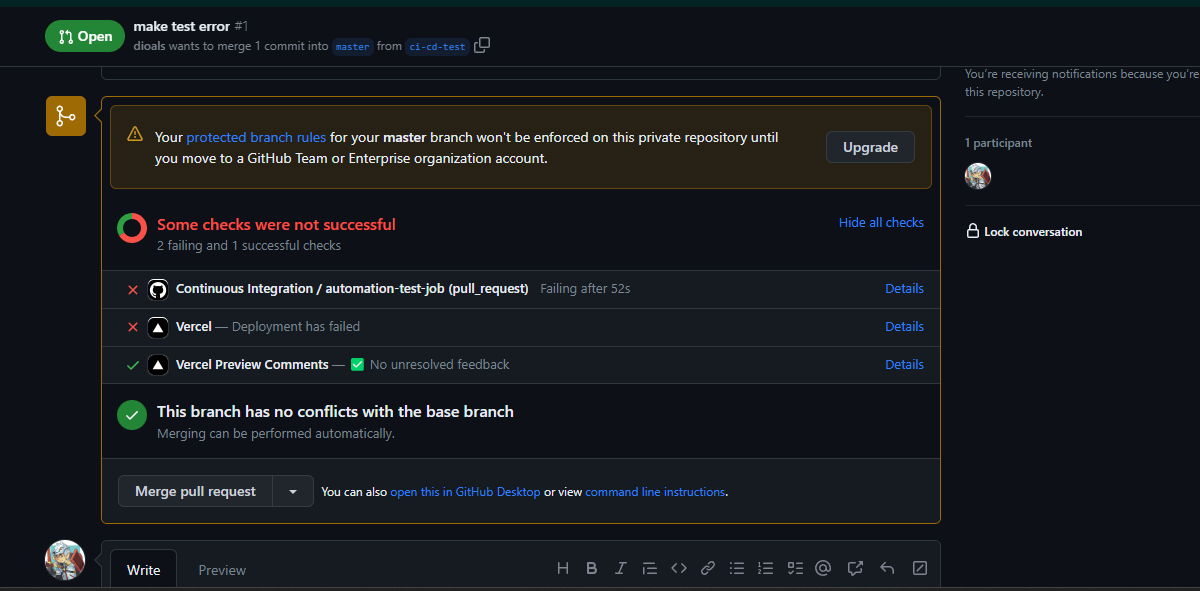 Open
make test error #1
dioals wants to merge 1 commit into master from ci-cd-test
You're receiving notifications because you're
this repository.
Your protected branch rules for your master branch won't be enforced on this private repository until
you move to a GitHub Team or Enterprise organization account.
Upgrade
1 participant
Some checks were not successful
2 failing and 1 successful checks
Hide all checks
Lock conversation
Continuous Integration / automation-test-job (pull_request) Failing after 52s
Details
Vercel — Deployment has failed
Details
Vercel Preview Comments — ✅ No unresolved feedback
Details
This branch has no conflicts with the base branch
Merging can be performed automatically.
Merge pull request
You can also open this in GitHub Desktop or view command line instructions.
Write
Preview